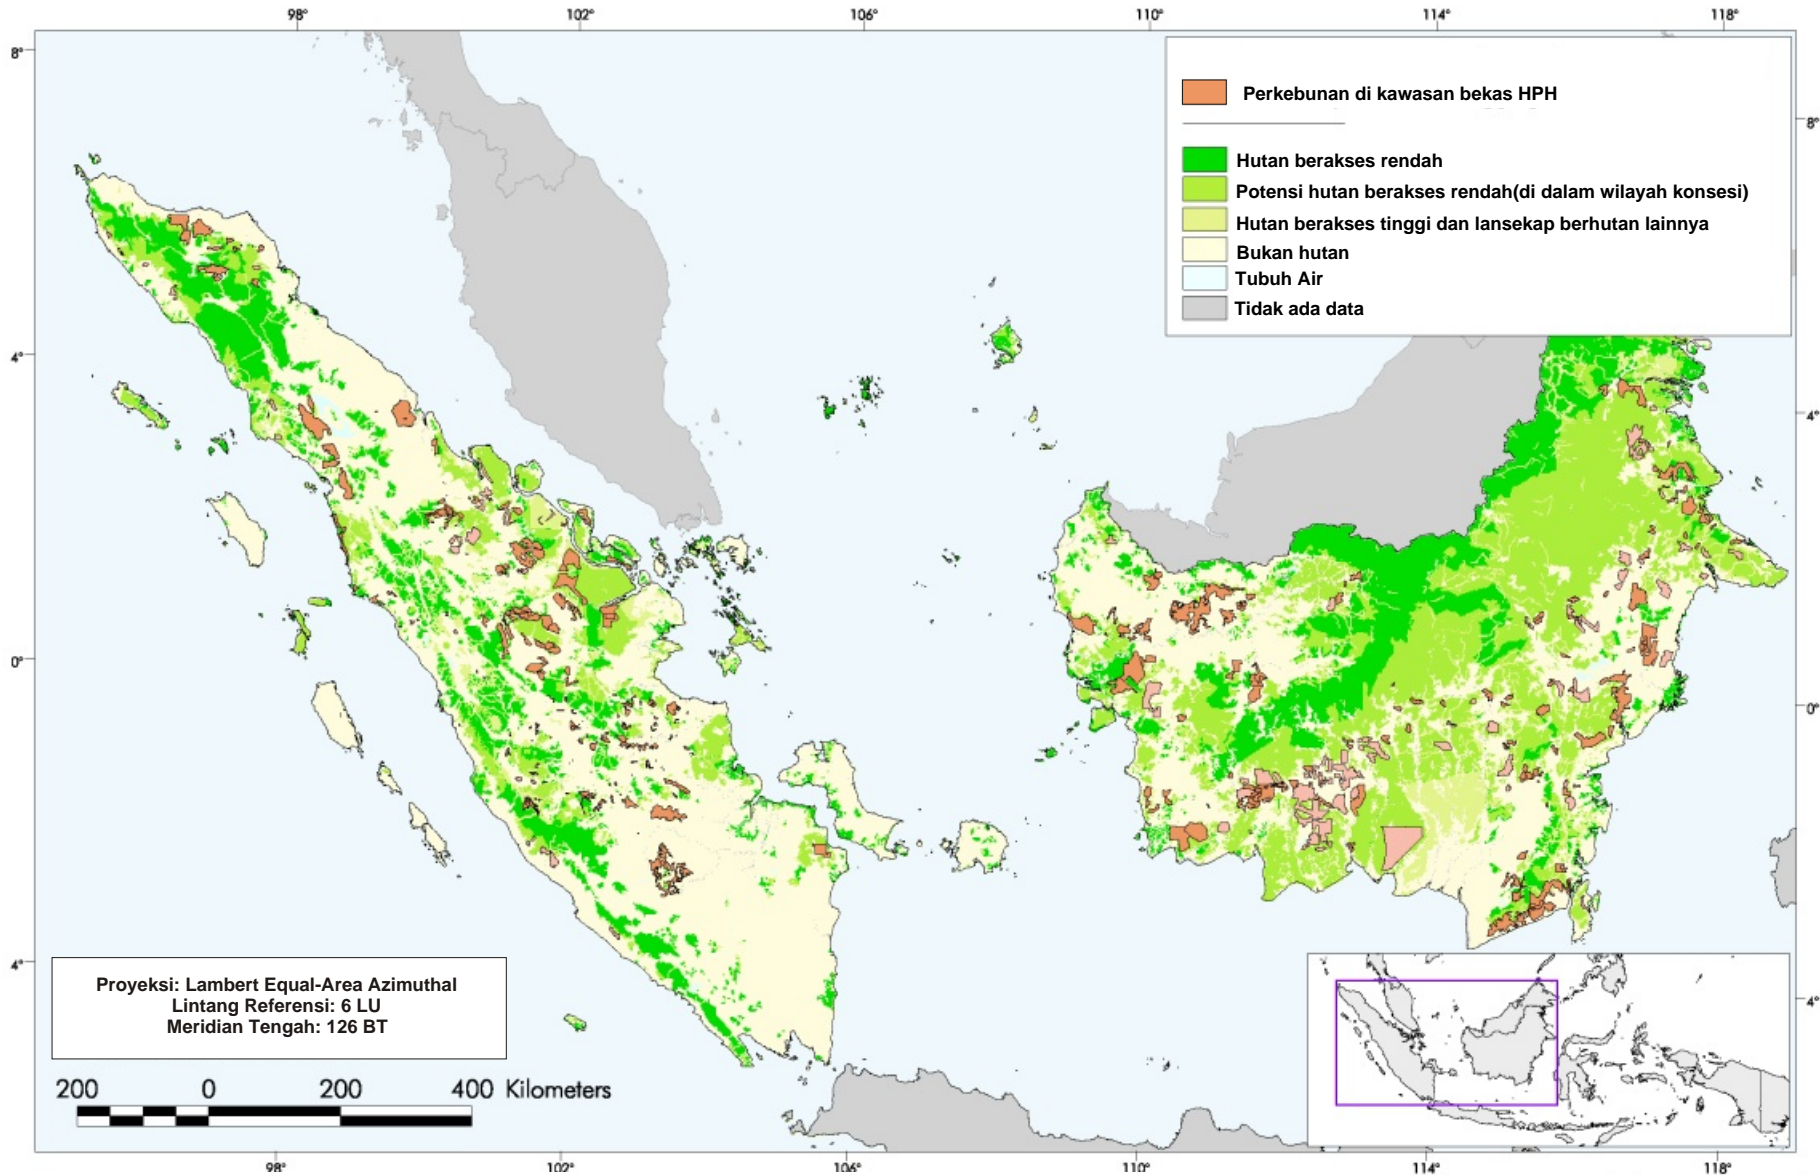 98° 102° 106° 110° 114° 118°
8°
8°
4°
4°
0°
0°
4°
4°
Perkebunan di kawasan bekas HPH
Hutan berakses rendah
Potensi hutan berakses rendah(di dalam wilayah konsesi)
Hutan berakses tinggi dan lansekap berhutan lainnya
Bukan hutan
Tubuh Air
Tidak ada data
Proyeksi: Lambert Equal-Area Azimuthal
Lintang Referensi: 6 LU
Meridian Tengah: 126 BT
200 0 200 400 Kilometers
98° 102° 106° 110° 114° 118°